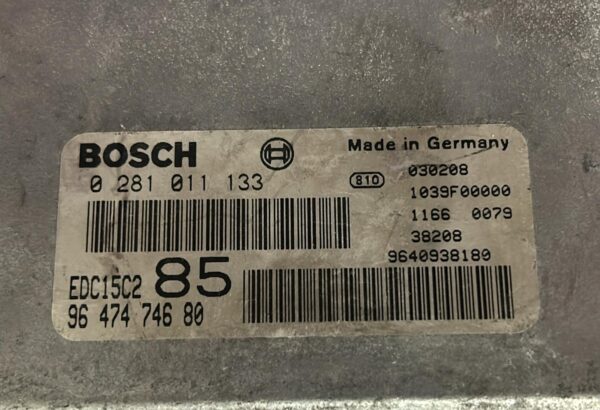 BOSCH
Made in Germany
0 281 011 133
810
030208
1039F00000
1166 0079
38208
9640938180
EDC15C2 85
96 474 746 80